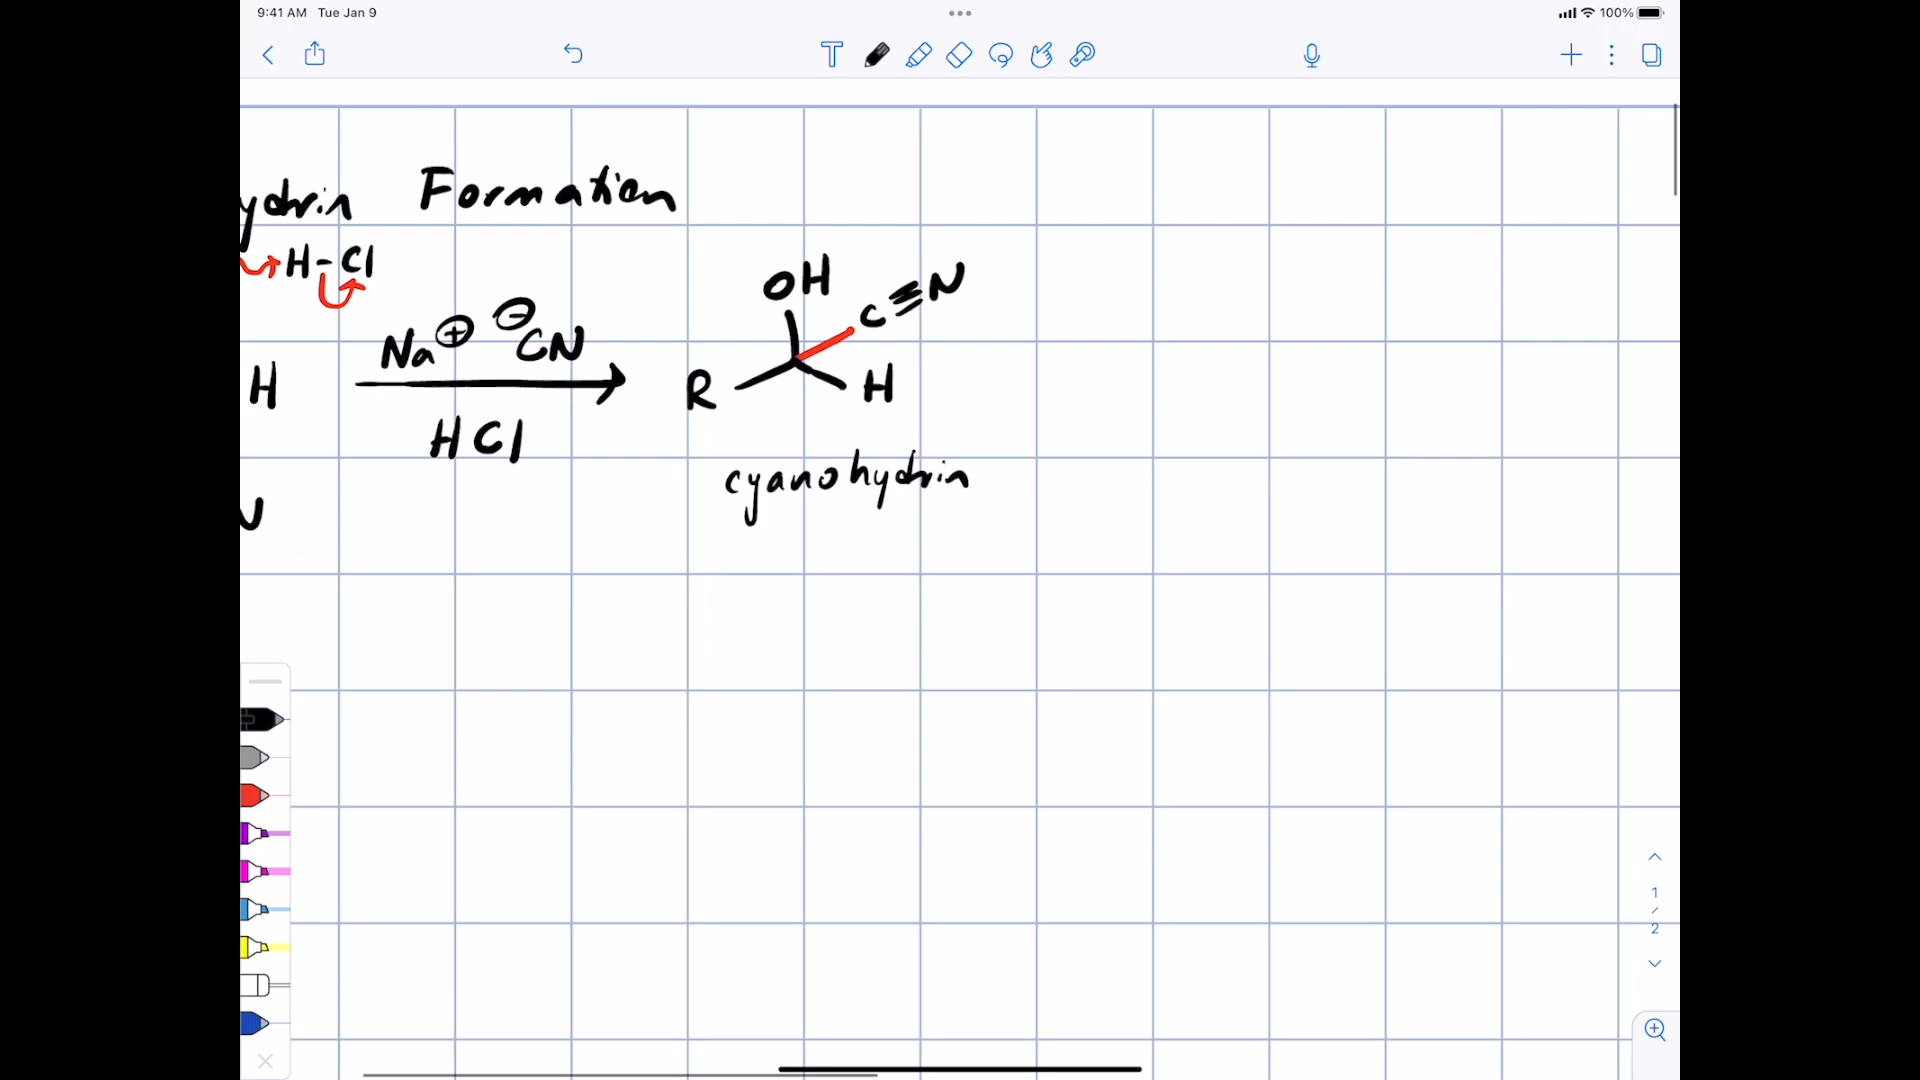 9:41 AM Tue Jan 9
100%
ydrin Formation
H-Cl
OH
C≡N
Na⊕ ⊖CN
H
R
H
HCl
cyanohydrin
N
1
/
2